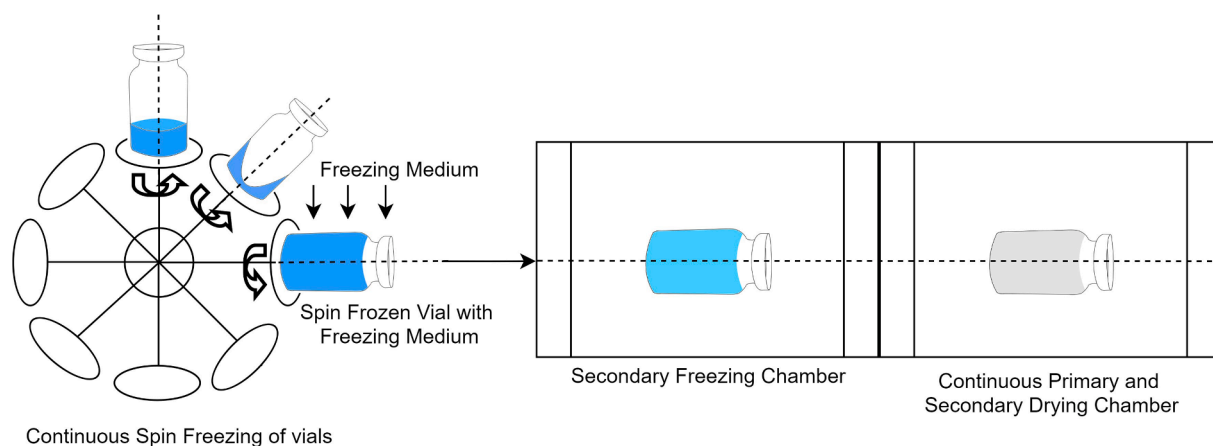 Freezing Medium
Spin Frozen Vial with
Freezing Medium
Secondary Freezing Chamber
Continuous Primary and
Secondary Drying Chamber
Continuous Spin Freezing of vials